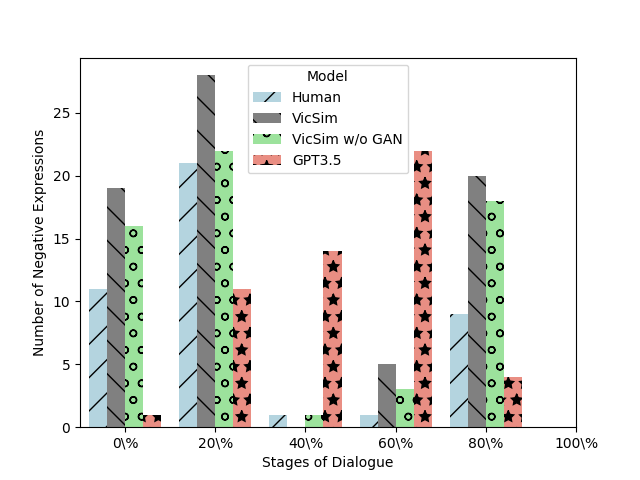 Model
Human
VicSim
VicSim w/o GAN
GPT3.5
Number of Negative Expressions
25
20
15
10
5
0
0\% 20\% 40\% 60\% 80\% 100\%
Stages of Dialogue